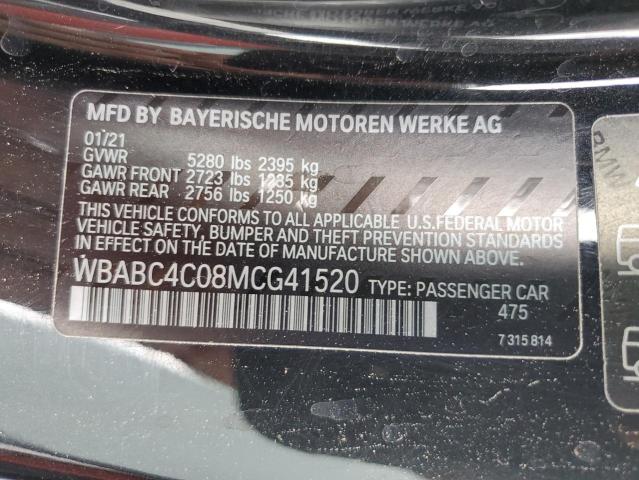 MFD BY BAYERISCHE MOTOREN WERKE AG
01/21
GVWR 5280 lbs 2395 kg
GAWR FRONT 2723 lbs 1235 kg
GAWR REAR 2756 lbs 1250 kg
THIS VEHICLE CONFORMS TO ALL APPLICABLE U.S. FEDERAL MOTOR
VEHICLE SAFETY, BUMPER AND THEFT PREVENTION STANDARDS
IN EFFECT ON THE DATE OF MANUFACTURE SHOWN ABOVE.
WBABC4C08MCG41520 TYPE: PASSENGER CAR
475
7 315 814
BMW